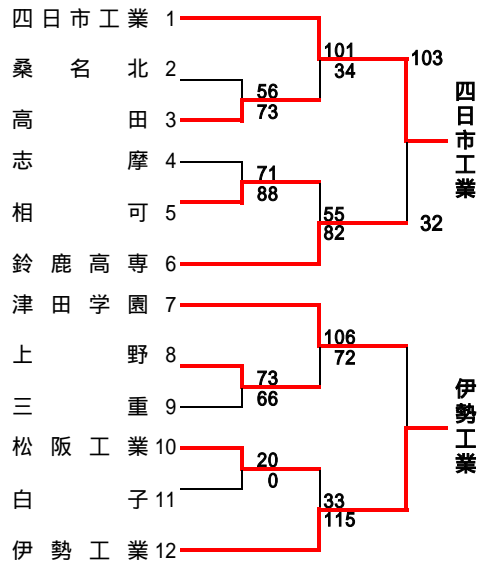 四日市工業 1
桑名北 2
高田 3
志摩 4
相可 5
鈴鹿高専 6
津田学園 7
上野 8
三重 9
松阪工業 10
白子 11
伊勢工業 12
56
73
71
88
73
66
20
0
101
34
55
82
106
72
33
115
103
32
四日市工業
伊勢工業